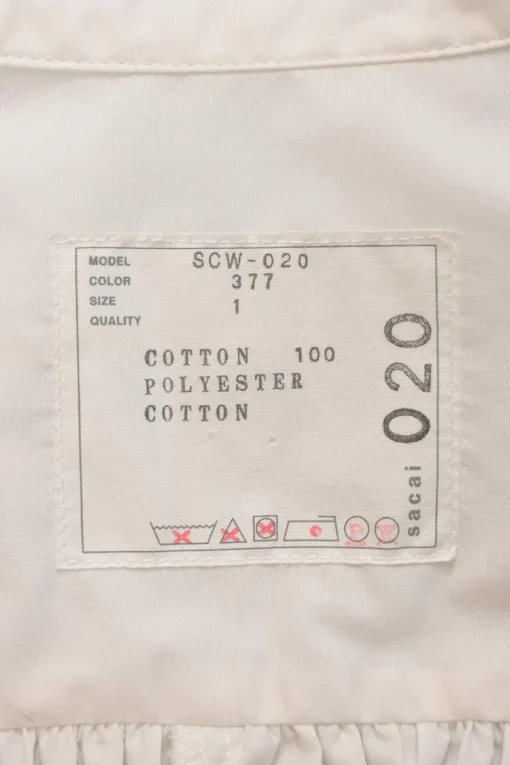 MODEL SCW-020
COLOR 377
SIZE 1
QUALITY
COTTON 100
POLYESTER
COTTON
sacai 020
P